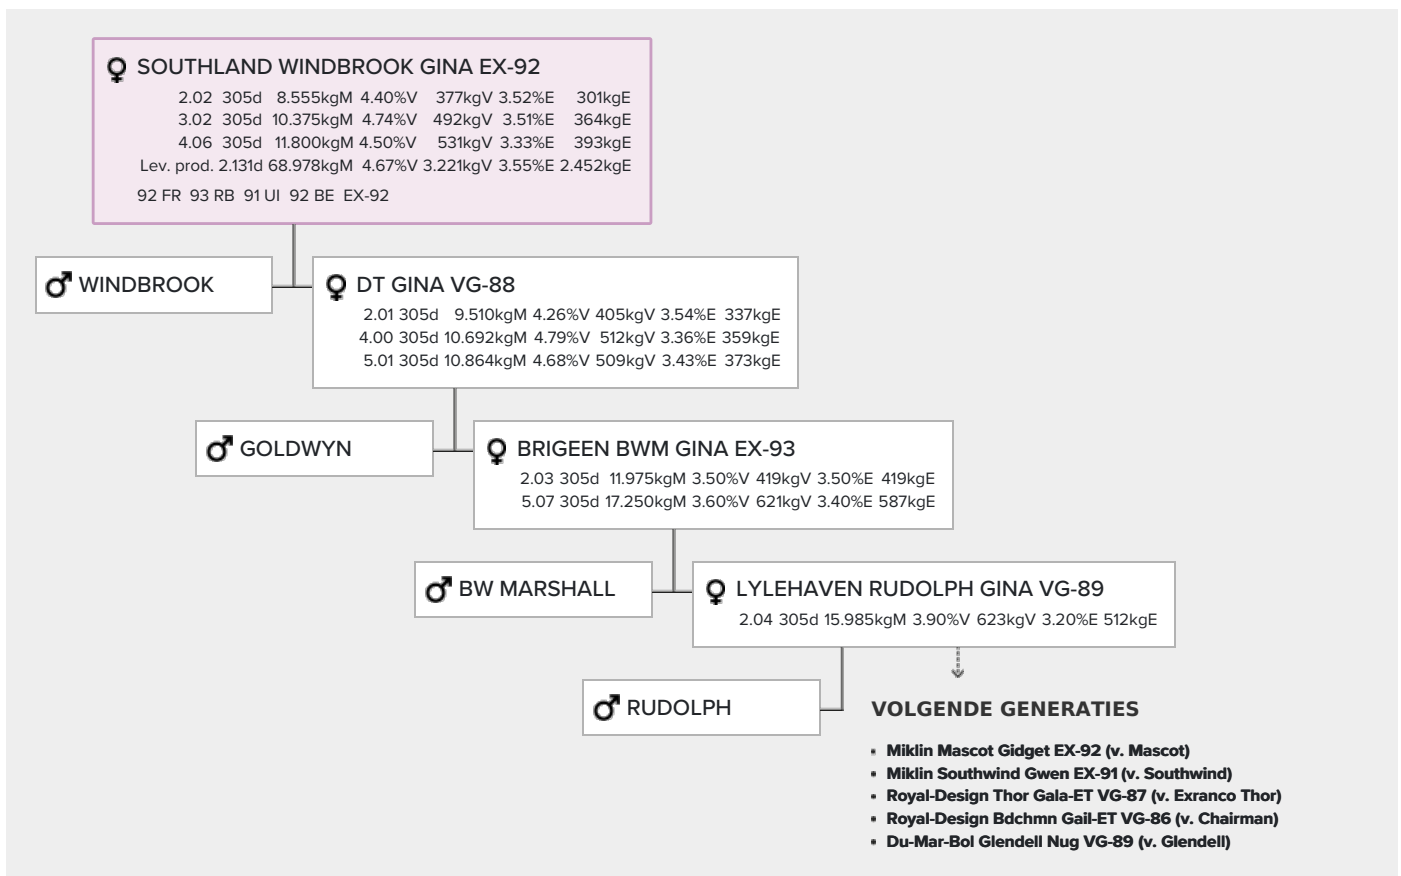 SOUTHLAND WINDBROOK GINA EX-92
2.02 305d 8.555kgM 4.40%V 377kgV 3.52%E 301kgE
3.02 305d 10.375kgM 4.74%V 492kgV 3.51%E 364kgE
4.06 305d 11.800kgM 4.50%V 531kgV 3.33%E 393kgE
Lev. prod. 2.131d 68.978kgM 4.67%V 3.221kgV 3.55%E 2.452kgE
92 FR 93 RB 91 UI 92 BE EX-92
WINDBROOK
DT GINA VG-88
2.01 305d 9.510kgM 4.26%V 405kgV 3.54%E 337kgE
4.00 305d 10.692kgM 4.79%V 512kgV 3.36%E 359kgE
5.01 305d 10.864kgM 4.68%V 509kgV 3.43%E 373kgE
GOLDWYN
BRIGEEN BWM GINA EX-93
2.03 305d 11.975kgM 3.50%V 419kgV 3.50%E 419kgE
5.07 305d 17.250kgM 3.60%V 621kgV 3.40%E 587kgE
BW MARSHALL
LYLEHAVEN RUDOLPH GINA VG-89
2.04 305d 15.985kgM 3.90%V 623kgV 3.20%E 512kgE
RUDOLPH
VOLGENDE GENERATIES
• Miklin Mascot Gidget EX-92 (v. Mascot)
• Miklin Southwind Gwen EX-91 (v. Southwind)
• Royal-Design Thor Gala-ET VG-87 (v. Exranco Thor)
• Royal-Design Bdchmn Gail-ET VG-86 (v. Chairman)
• Du-Mar-Bol Glendell Nug VG-89 (v. Glendell)